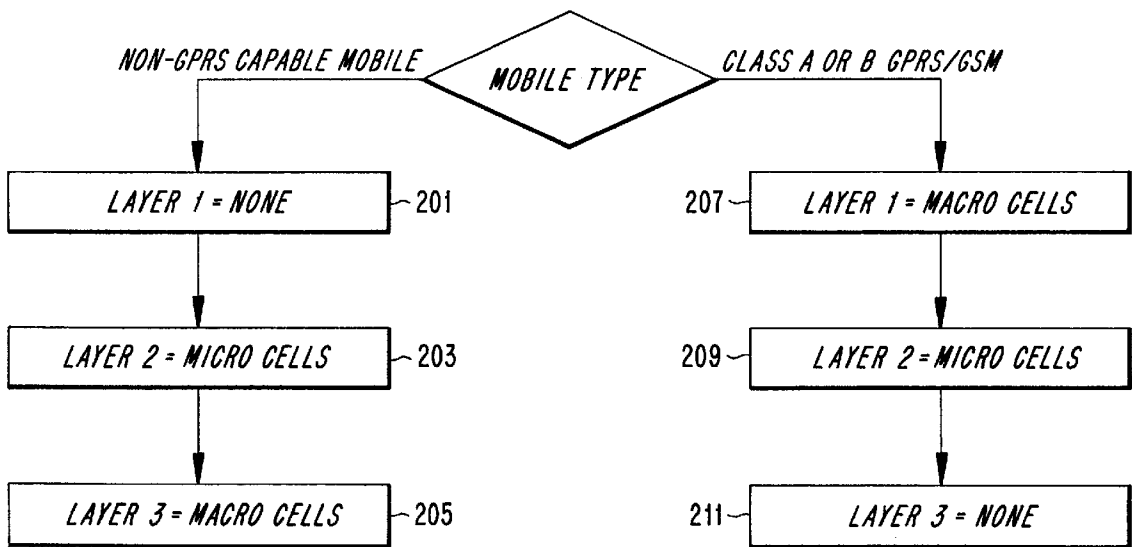 NON-GPRS CAPABLE MOBILE
MOBILE TYPE
CLASS A OR B GPRS/GSM
LAYER 1 = NONE
201
207
LAYER 1 = MACRO CELLS
LAYER 2 = MICRO CELLS
203
209
LAYER 2 = MICRO CELLS
LAYER 3 = MACRO CELLS
205
211
LAYER 3 = NONE